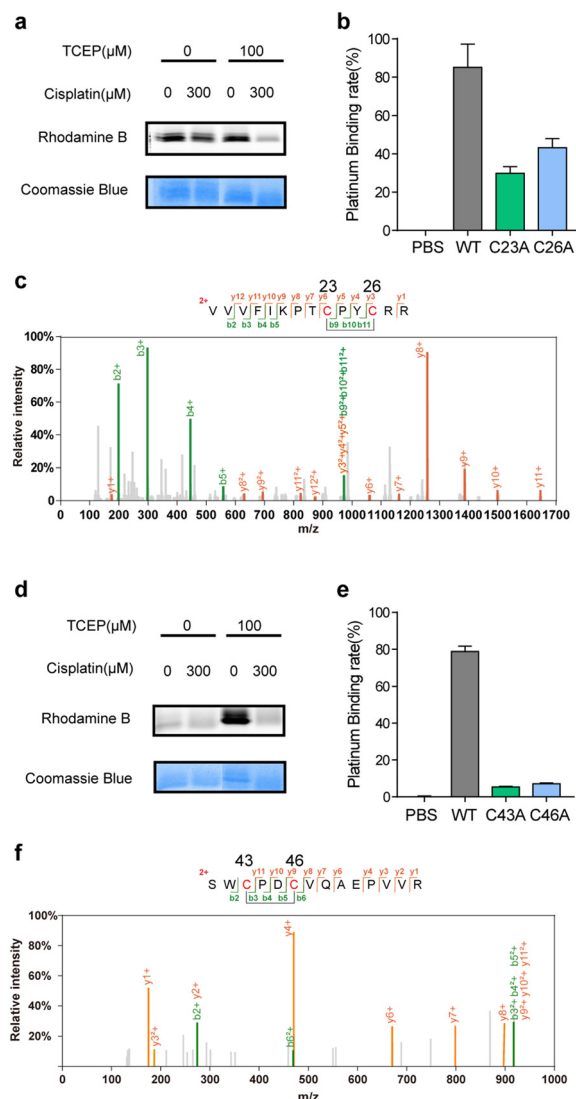 a
TCEP(μM)
0 100
Cisplatin(μM)
0 300 0 300
Rhodamine B
Coomassie Blue
b
Platinum Binding rate(%)
100
80
60
40
20
0
PBS WT C23A C26A
c
23 26
2+
y12 y11 y10 y9 y8 y7 y6 y5 y4 y3 y1
V V V F I K P T C P Y C R R
b2 b3 b4 b5 b9 b10 b11
Relative intensity
100%
80%
60%
40%
20%
y1+
b2+
b3+
b4+
b5+
y8²+
y9²+
y11²+
y12²+
y3²+y4²+y5²+
b9²+b10²+b11²+
y6+
y7+
y8+
y9+
y10+
y11+
0 100 200 300 400 500 600 700 800 900 1000 1100 1200 1300 1400 1500 1600 1700
m/z
d
TCEP(μM)
0 100
Cisplatin(μM)
0 300 0 300
Rhodamine B
Coomassie Blue
e
Platinum Binding rate(%)
100
80
60
40
20
0
PBS WT C43A C46A
f
43 46
2+
y11 y10 y9 y8 y7 y6 y4 y3 y2 y1
S W C P D C V Q A E P V V R
b2 b3 b4 b5 b6
Relative intensity
100%
80%
60%
40%
20%
y1+
y3²+
b2+ y2+
y4+
b6²+
y6+
y7+
y8+
b3²+ b4²+ b5²+
y9²+ y10²+ y11²+
0 100 200 300 400 500 600 700 800 900 1000
m/z